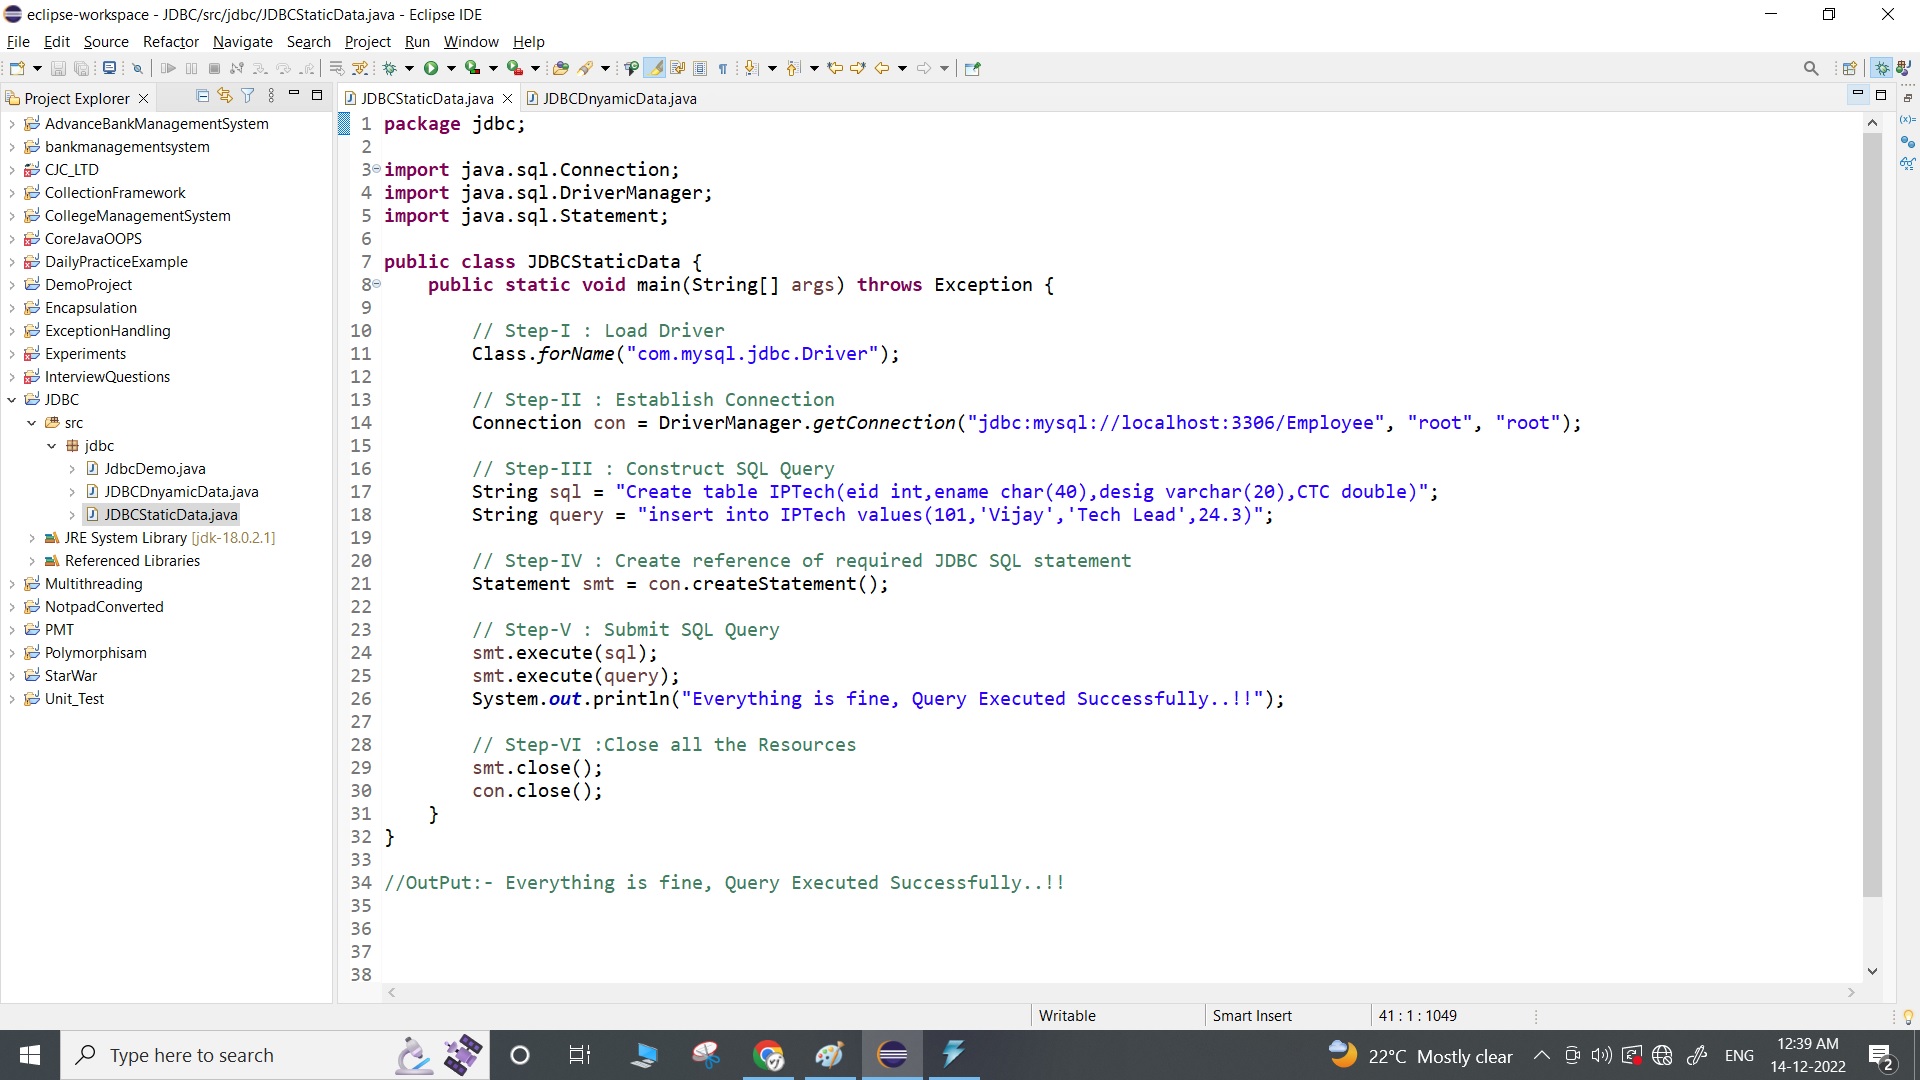 eclipse-workspace - JDBC/src/jdbc/JDBCStaticData.java - Eclipse IDE
File Edit Source Refactor Navigate Search Project Run Window Help
Project Explorer
AdvanceBankManagementSystem
bankmanagementsystem
CJC_LTD
CollectionFramework
CollegeManagementSystem
CoreJavaOOPS
DailyPracticeExample
DemoProject
Encapsulation
ExceptionHandling
Experiments
InterviewQuestions
JDBC
src
jdbc
JdbcDemo.java
JDBCDnyamicData.java
JDBCStaticData.java
JRE System Library [jdk-18.0.2.1]
Referenced Libraries
Multithreading
NotpadConverted
PMT
Polymorphisam
StarWar
Unit_Test
JDBCStaticData.java JDBCDnyamicData.java
1 package jdbc;
2
3 import java.sql.Connection;
4 import java.sql.DriverManager;
5 import java.sql.Statement;
6
7 public class JDBCStaticData {
8 public static void main(String[] args) throws Exception {
9
10 // Step-I : Load Driver
11 Class.forName("com.mysql.jdbc.Driver");
12
13 // Step-II : Establish Connection
14 Connection con = DriverManager.getConnection("jdbc:mysql://localhost:3306/Employee", "root", "root");
15
16 // Step-III : Construct SQL Query
17 String sql = "Create table IPTech(eid int,ename char(40),desig varchar(20),CTC double)";
18 String query = "insert into IPTech values(101,'Vijay','Tech Lead',24.3)";
19
20 // Step-IV : Create reference of required JDBC SQL statement
21 Statement smt = con.createStatement();
22
23 // Step-V : Submit SQL Query
24 smt.execute(sql);
25 smt.execute(query);
26 System.out.println("Everything is fine, Query Executed Successfully..!!");
27
28 // Step-VI :Close all the Resources
29 smt.close();
30 con.close();
31 }
32 }
33
34 //OutPut:- Everything is fine, Query Executed Successfully..!!
35
36
37
38
Writable Smart Insert 41 : 1 : 1049
Type here to search
22°C Mostly clear
ENG
12:39 AM
14-12-2022
2